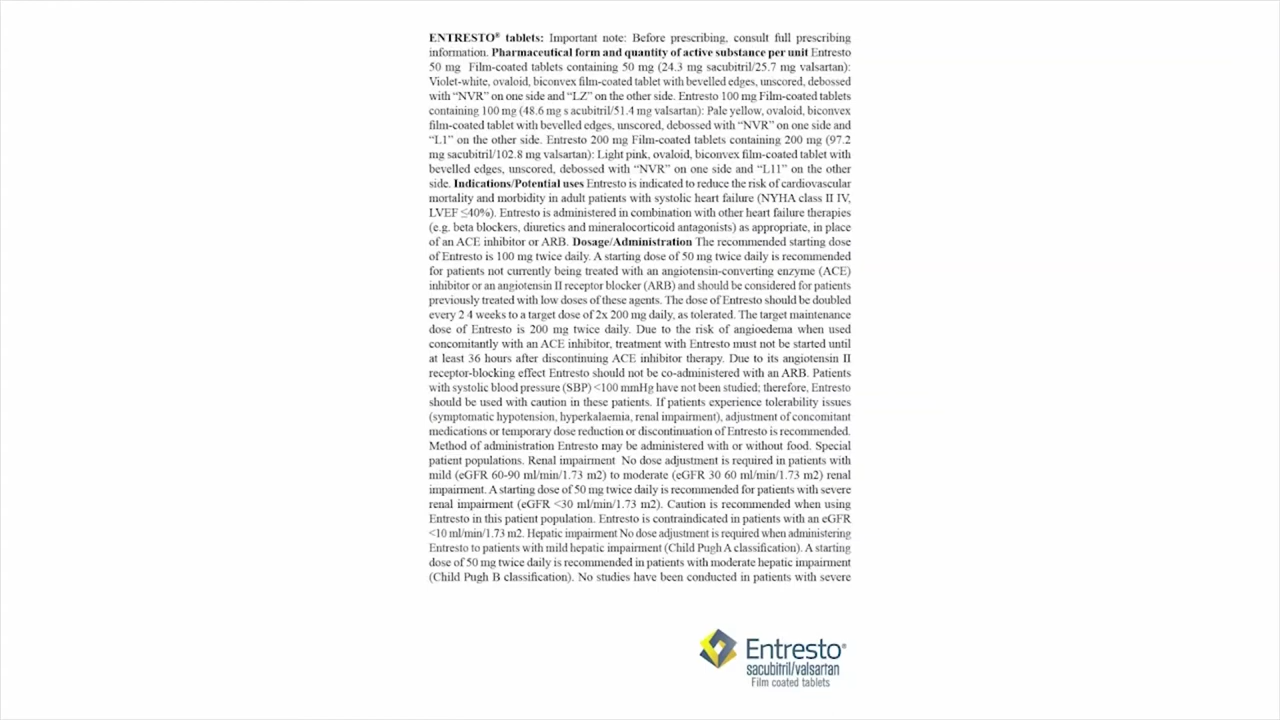 ENTRESTO® tablets: Important note: Before prescribing, consult full prescribing
information. Pharmaceutical form and quantity of active substance per unit Entresto
50 mg Film-coated tablets containing 50 mg (24.3 mg sacubitril/25.7 mg valsartan):
Violet-white, ovaloid, biconvex film-coated tablet with bevelled edges, unscored, debossed
with “NVR” on one side and “LZ” on the other side. Entresto 100 mg Film-coated tablets
containing 100 mg (48.6 mg s acubitril/51.4 mg valsartan): Pale yellow, ovaloid, biconvex
film-coated tablet with bevelled edges, unscored, debossed with “NVR” on one side and
“L1” on the other side. Entresto 200 mg Film-coated tablets containing 200 mg (97.2
mg sacubitril/102.8 mg valsartan): Light pink, ovaloid, biconvex film-coated tablet with
bevelled edges, unscored, debossed with “NVR” on one side and “L11” on the other
side. Indications/Potential uses Entresto is indicated to reduce the risk of cardiovascular
mortality and morbidity in adult patients with systolic heart failure (NYHA class II IV,
LVEF ≤40%). Entresto is administered in combination with other heart failure therapies
(e.g. beta blockers, diuretics and mineralocorticoid antagonists) as appropriate, in place
of an ACE inhibitor or ARB. Dosage/Administration The recommended starting dose
of Entresto is 100 mg twice daily. A starting dose of 50 mg twice daily is recommended
for patients not currently being treated with an angiotensin-converting enzyme (ACE)
inhibitor or an angiotensin II receptor blocker (ARB) and should be considered for patients
previously treated with low doses of these agents. The dose of Entresto should be doubled
every 2 4 weeks to a target dose of 2x 200 mg daily, as tolerated. The target maintenance
dose of Entresto is 200 mg twice daily. Due to the risk of angioedema when used
concomitantly with an ACE inhibitor, treatment with Entresto must not be started until
at least 36 hours after discontinuing ACE inhibitor therapy. Due to its angiotensin II
receptor-blocking effect Entresto should not be co-administered with an ARB. Patients
with systolic blood pressure (SBP) <100 mmHg have not been studied; therefore, Entresto
should be used with caution in these patients. If patients experience tolerability issues
(symptomatic hypotension, hyperkalaemia, renal impairment), adjustment of concomitant
medications or temporary dose reduction or discontinuation of Entresto is recommended.
Method of administration Entresto may be administered with or without food. Special
patient populations. Renal impairment No dose adjustment is required in patients with
mild (eGFR 60-90 ml/min/1.73 m2) to moderate (eGFR 30 60 ml/min/1.73 m2) renal
impairment. A starting dose of 50 mg twice daily is recommended for patients with severe
renal impairment (eGFR <30 ml/min/1.73 m2). Caution is recommended when using
Entresto in this patient population. Entresto is contraindicated in patients with an eGFR
<10 ml/min/1.73 m2. Hepatic impairment No dose adjustment is required when administering
Entresto to patients with mild hepatic impairment (Child Pugh A classification). A starting
dose of 50 mg twice daily is recommended in patients with moderate hepatic impairment
(Child Pugh B classification). No studies have been conducted in patients with severe
Entresto®
sacubitril/valsartan
Film coated tablets